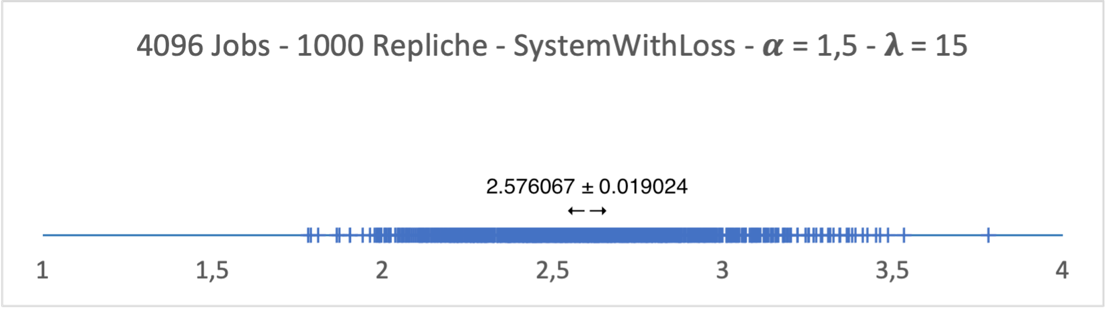 4096 Jobs - 1000 Repliche - SystemWithLoss - α = 1,5 - λ = 15
2.576067 ± 0.019024
1 1,5 2 2,5 3 3,5 4